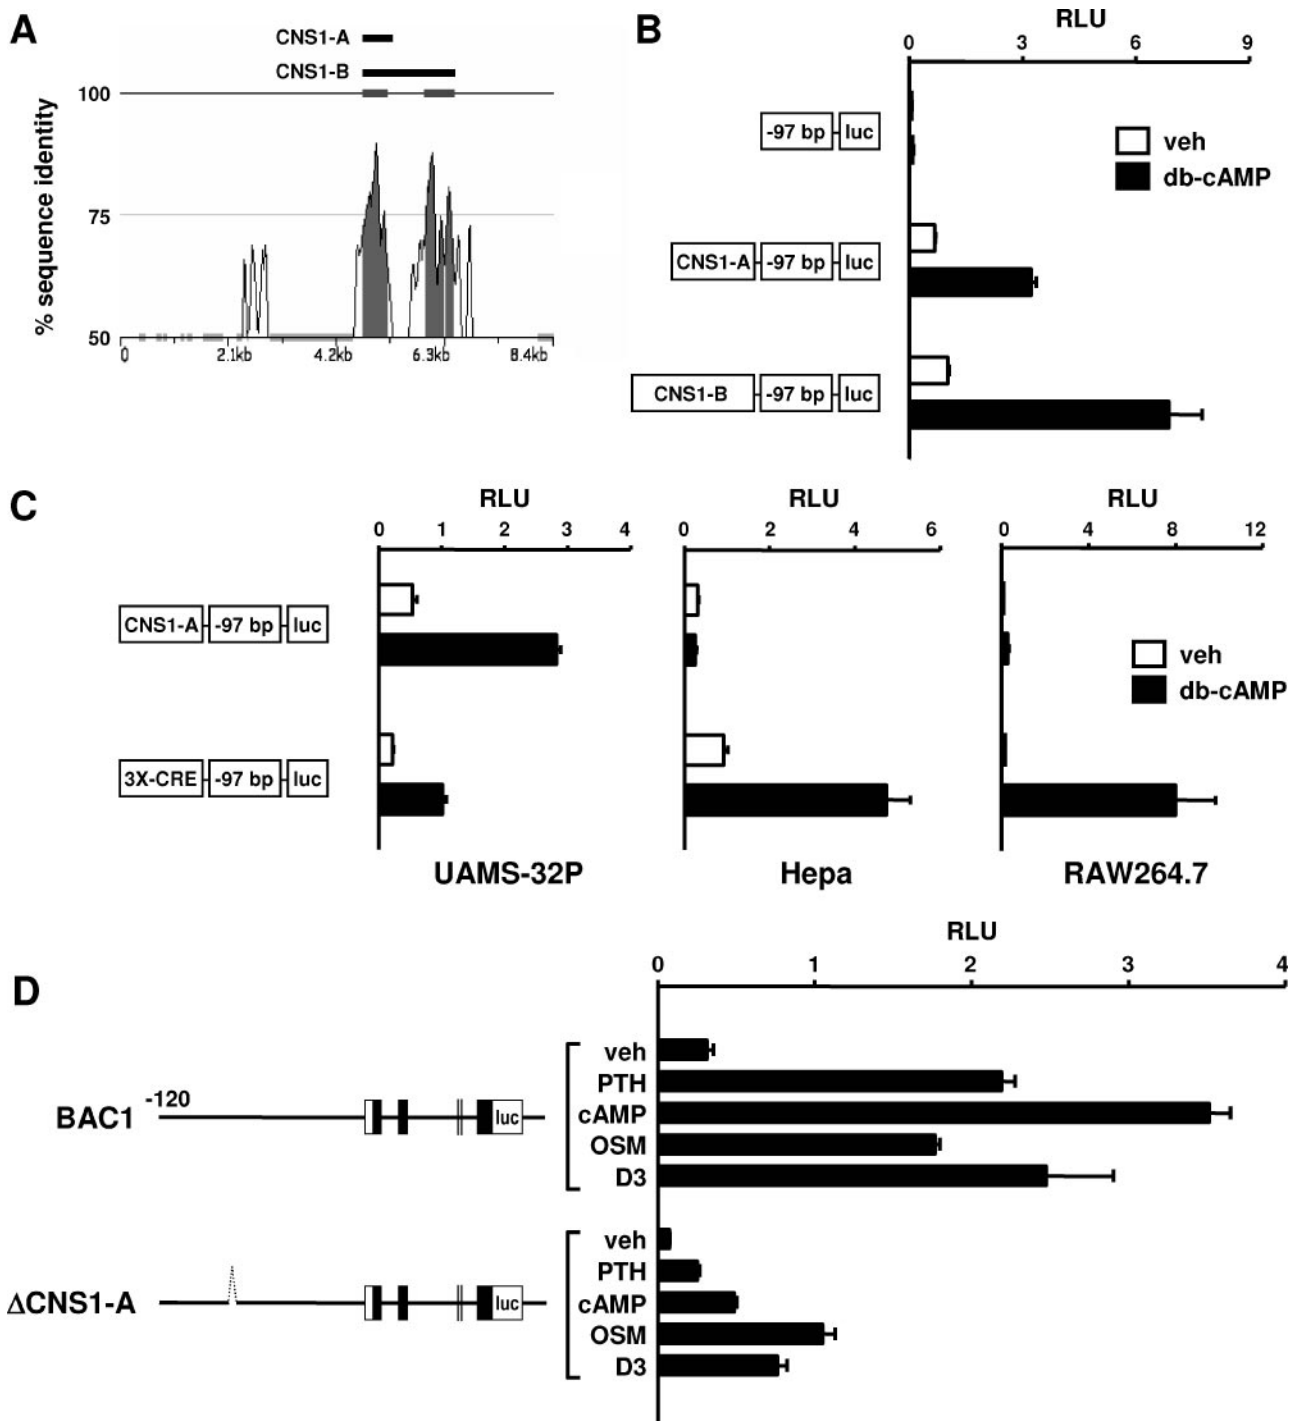 A
CNS1-A
CNS1-B
% sequence identity
100
75
50
0 2.1kb 4.2kb 6.3kb 8.4kb
B
RLU
0 3 6 9
-97 bp luc
CNS1-A -97 bp luc
CNS1-B -97 bp luc
veh
db-cAMP
C
RLU RLU RLU
0 1 2 3 4 0 2 4 6 0 4 8 12
CNS1-A -97 bp luc
3X-CRE -97 bp luc
veh
db-cAMP
UAMS-32P Hepa RAW264.7
D
RLU
0 1 2 3 4
BAC1 -120 luc
veh
PTH
cAMP
OSM
D3
ΔCNS1-A luc
veh
PTH
cAMP
OSM
D3